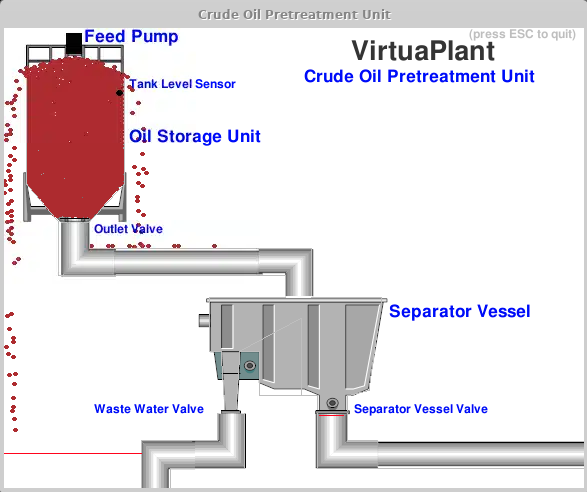 Crude Oil Pretreatment Unit
(press ESC to quit)
Feed Pump
VirtuaPlant
Crude Oil Pretreatment Unit
Tank Level Sensor
Oil Storage Unit
Outlet Valve
Separator Vessel
Waste Water Valve
Separator Vessel Valve